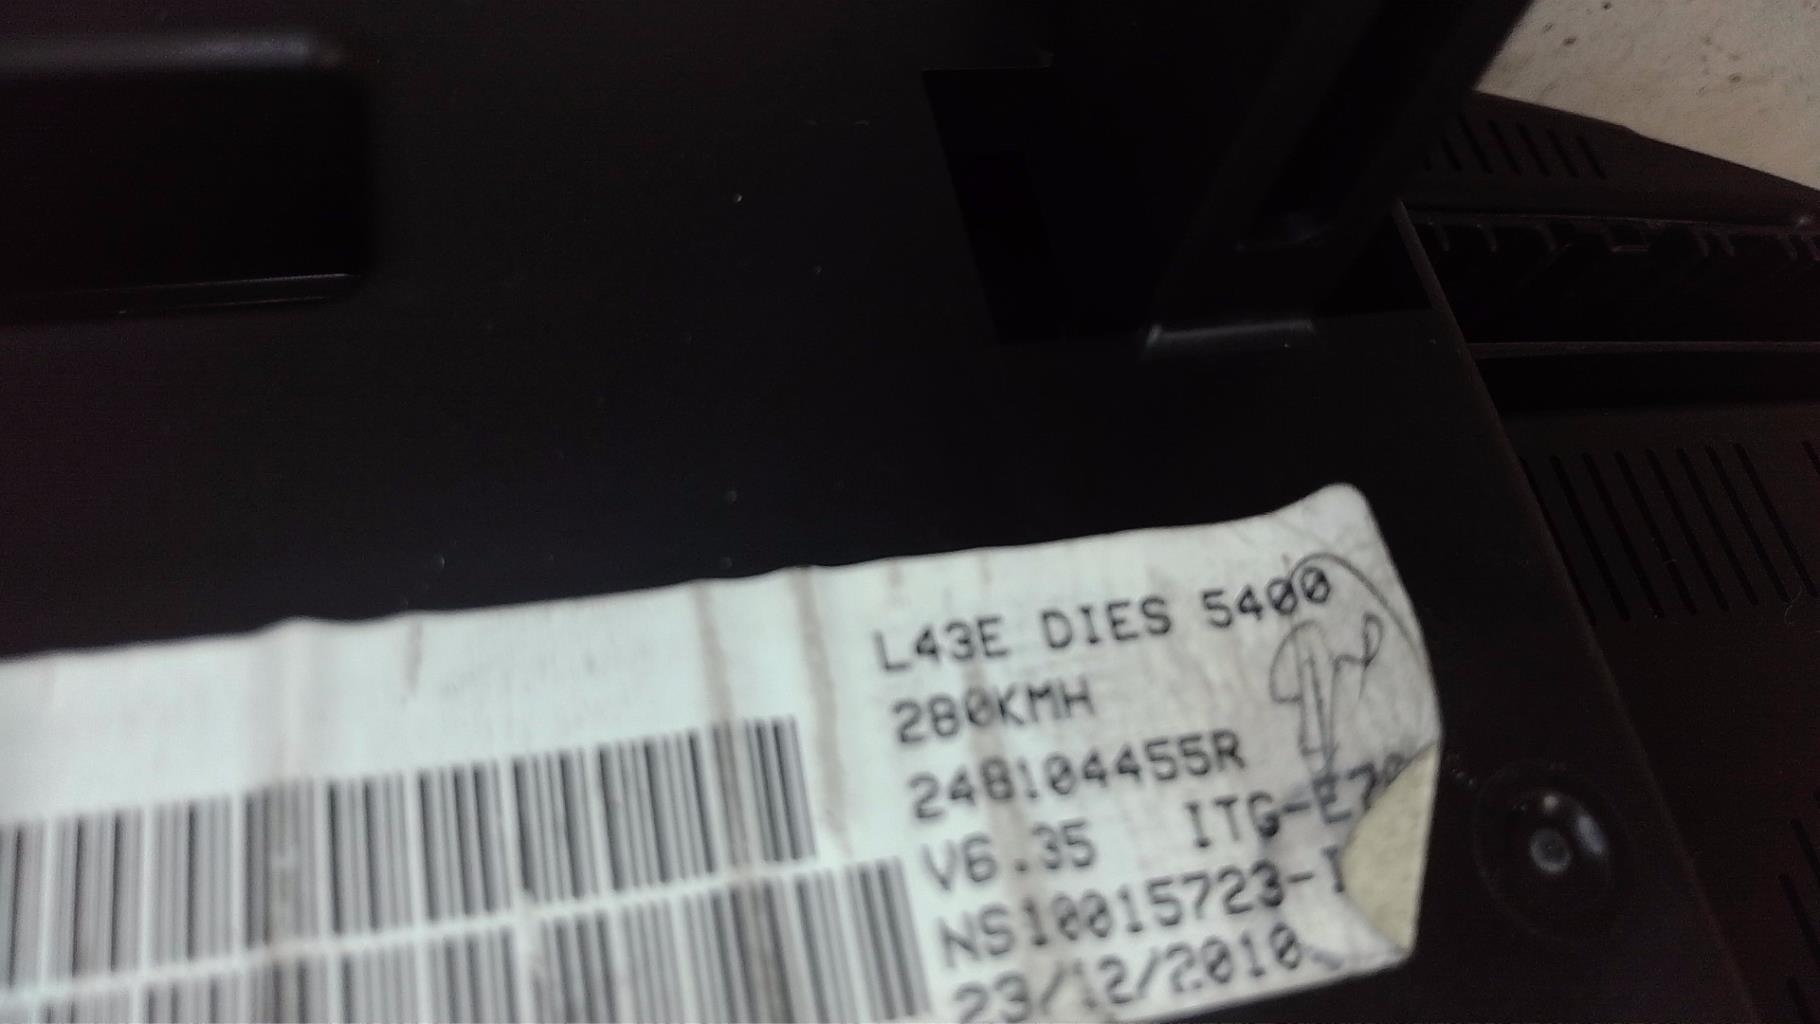 L43E DIES 5400
280KMH
248104455R
V6.35 ITG-E7
NS10015723-I
23/12/2010